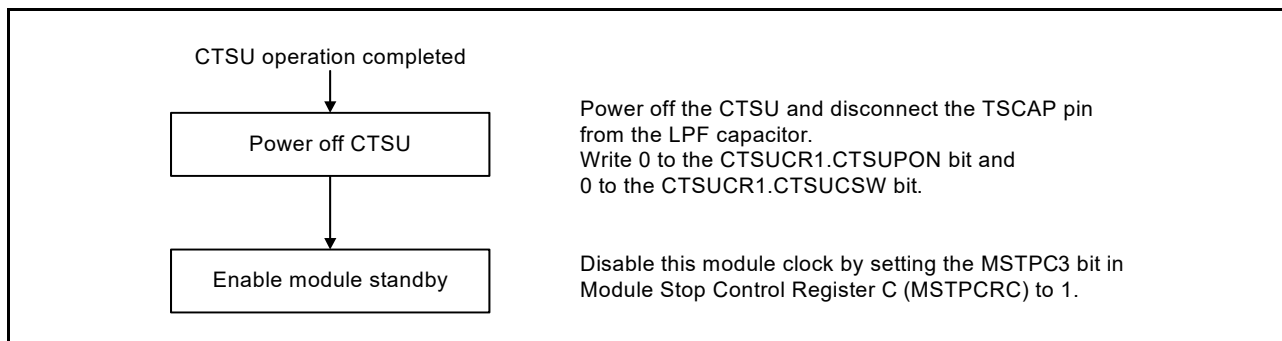 CTSU operation completed
Power off CTSU
Power off the CTSU and disconnect the TSCAP pin
from the LPF capacitor.
Write 0 to the CTSUCR1.CTSUPON bit and
0 to the CTSUCR1.CTSUCSW bit.
Enable module standby
Disable this module clock by setting the MSTPC3 bit in
Module Stop Control Register C (MSTPCRC) to 1.